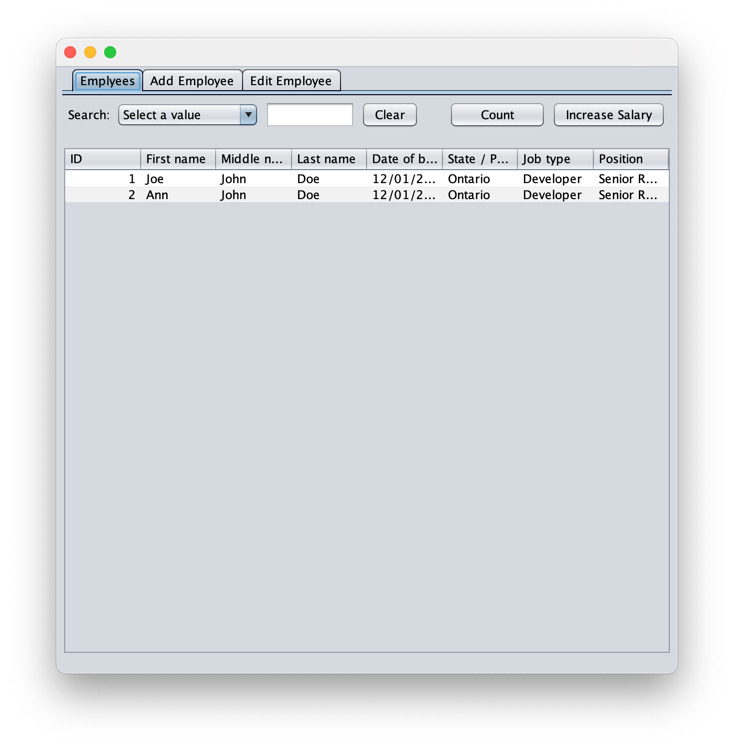 Emplyees Add Employee Edit Employee
Search: Select a value Clear Count Increase Salary
ID First name Middle n... Last name Date of b... State / P... Job type Position
1 Joe John Doe 12/01/2... Ontario Developer Senior R...
2 Ann John Doe 12/01/2... Ontario Developer Senior R...